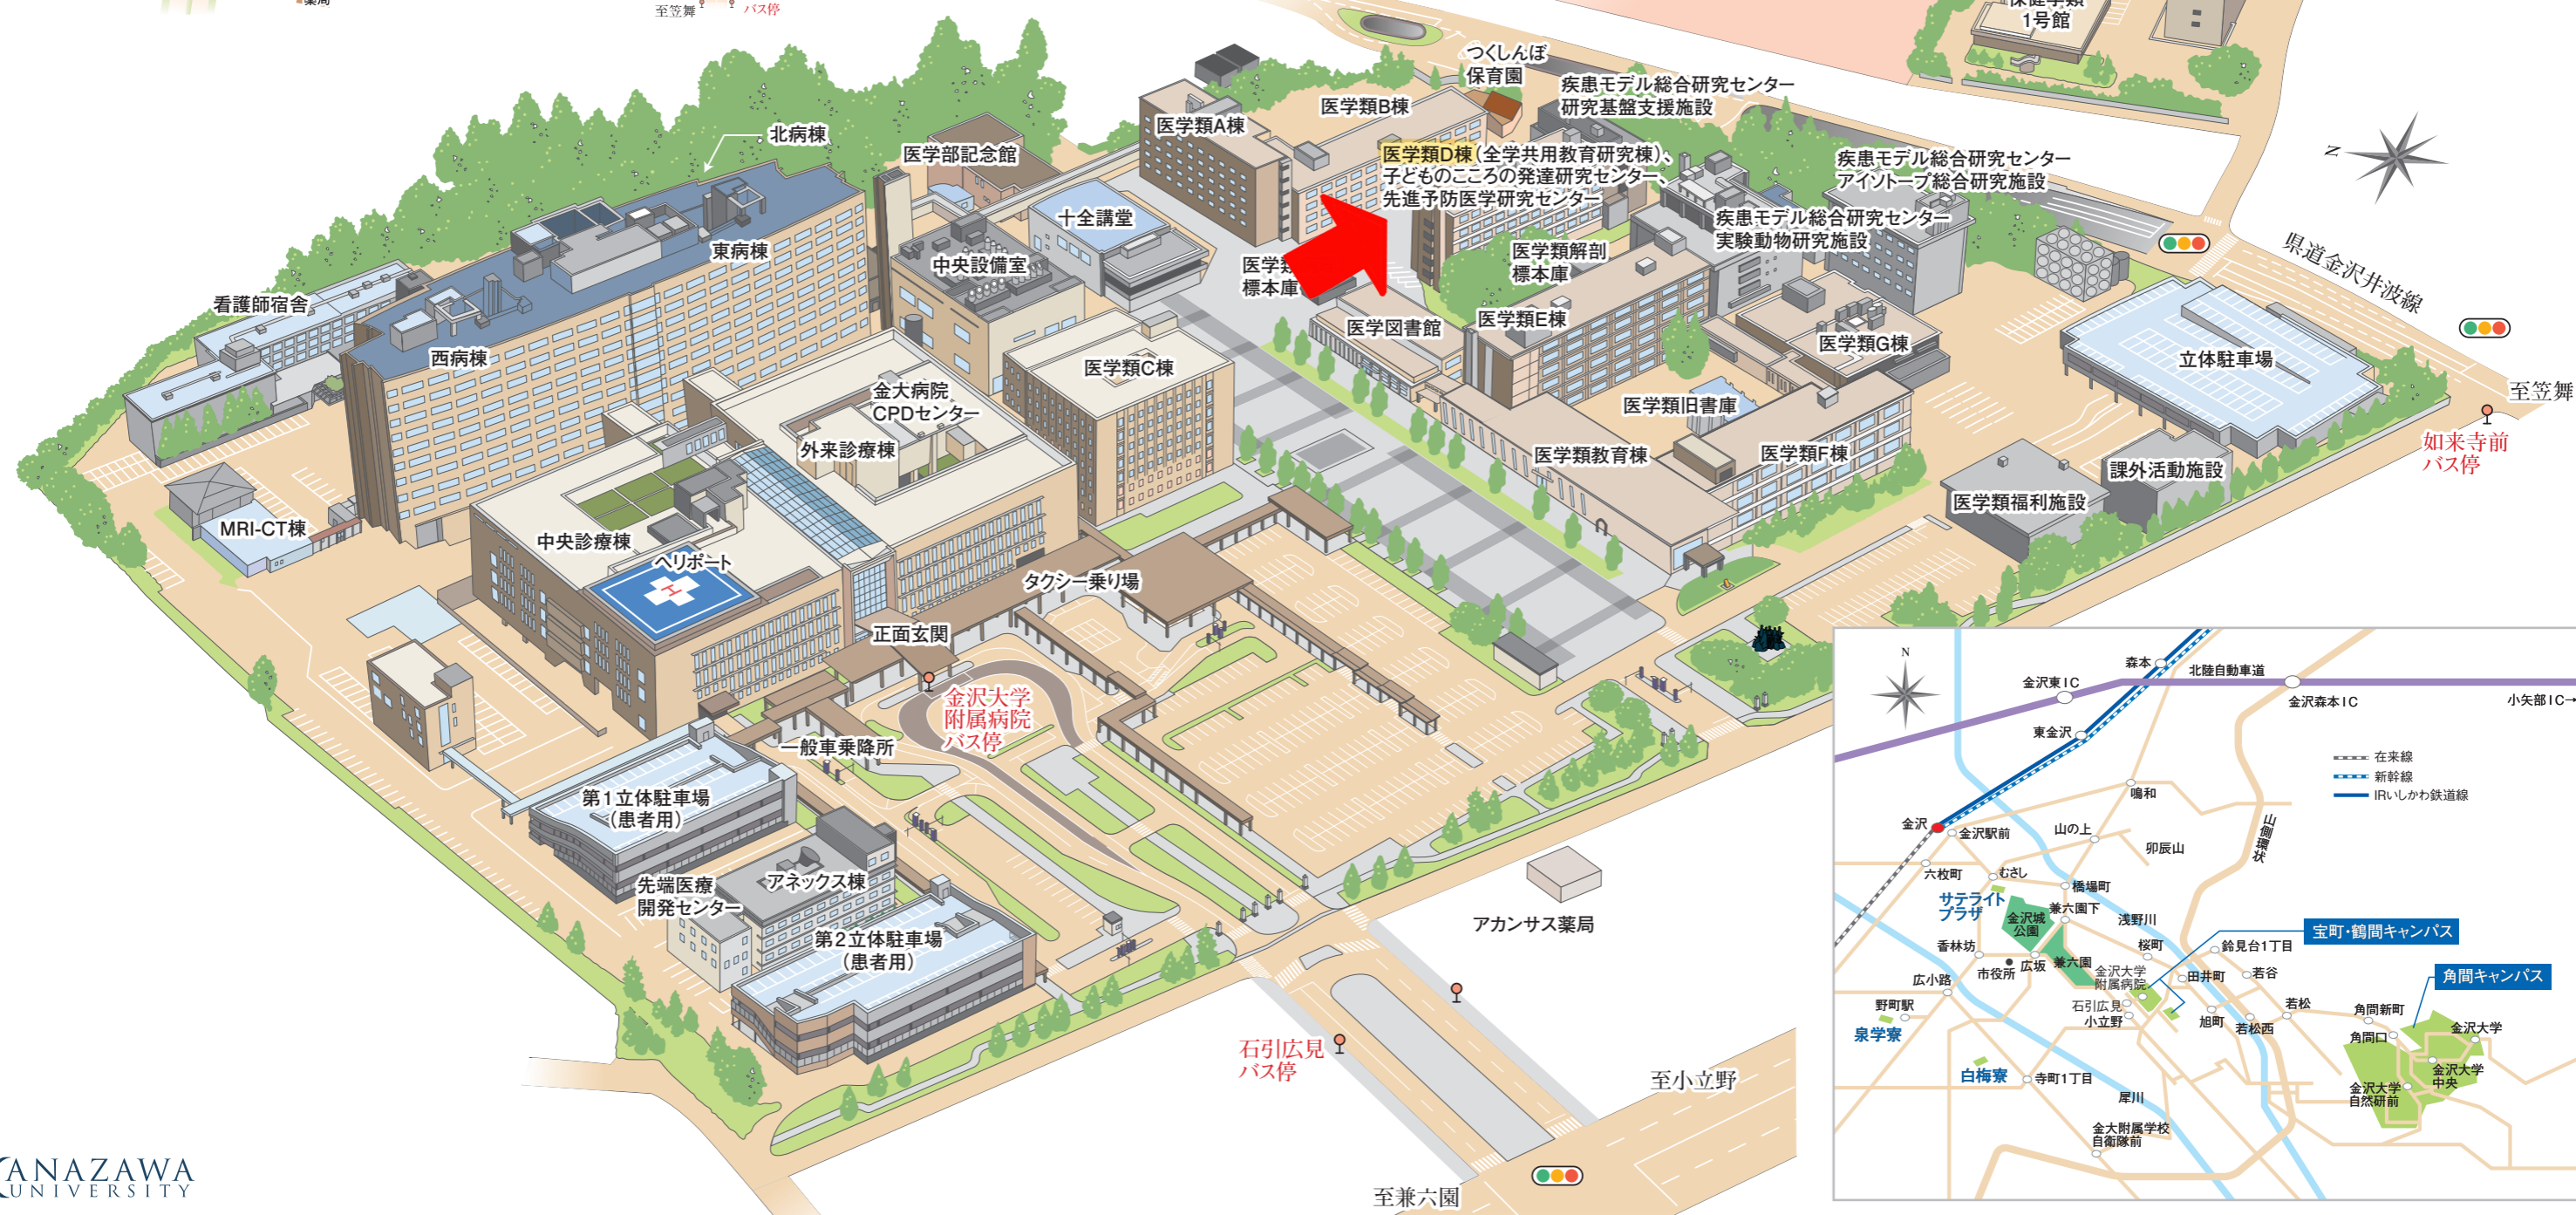 薬局
至笠舞
バス停
1号館
つくしんぼ
保育園
疾患モデル総合研究センター
研究基盤支援施設
医学類B棟
医学類A棟
北病棟
医学部記念館
医学類D棟(全学共用教育研究棟)、
子どものこころの発達研究センター、
先進予防医学研究センター
疾患モデル総合研究センター
アイソトープ総合研究施設
N
十全講堂
疾患モデル総合研究センター
実験動物研究施設
県道金沢井波線
東病棟
中央設備室
医学類解剖
標本庫
医学
標本庫
看護師宿舎
医学図書館
医学類E棟
医学類G棟
西病棟
医学類C棟
立体駐車場
至笠舞
金大病院
CPDセンター
医学類旧書庫
外来診療棟
医学類教育棟
医学類F棟
如来寺前
バス停
課外活動施設
医学類福利施設
MRI-CT棟
中央診療棟
ヘリポート
H
タクシー乗り場
正面玄関
金沢大学
附属病院
バス停
一般車乗降所
第1立体駐車場
(患者用)
先端医療
開発センター
アネックス棟
第2立体駐車場
(患者用)
アカンサス薬局
石引広見
バス停
至小立野
至兼六園
KANAZAWA
UNIVERSITY
N
森本
北陸自動車道
金沢東IC
金沢森本IC
小矢部IC→
東金沢
在来線
新幹線
IRいしかわ鉄道線
鳴和
山側環状
金沢
金沢駅前
山の上
卯辰山
六枚町
むさし
橋場町
サテライト
プラザ
金沢城
公園
兼六園下
浅野川
宝町・鶴間キャンパス
香林坊
桜町
鈴見台1丁目
市役所
広坂
兼六園
金沢大学
附属病院
田井町
若谷
角間キャンパス
広小路
野町駅
石引広見
小立野
若松
角間新町
旭町
若松西
金沢大学
角間口
泉学寮
白梅寮
寺町1丁目
金沢大学
中央
金沢大学
自然研前
犀川
金大附属学校
自衛隊前